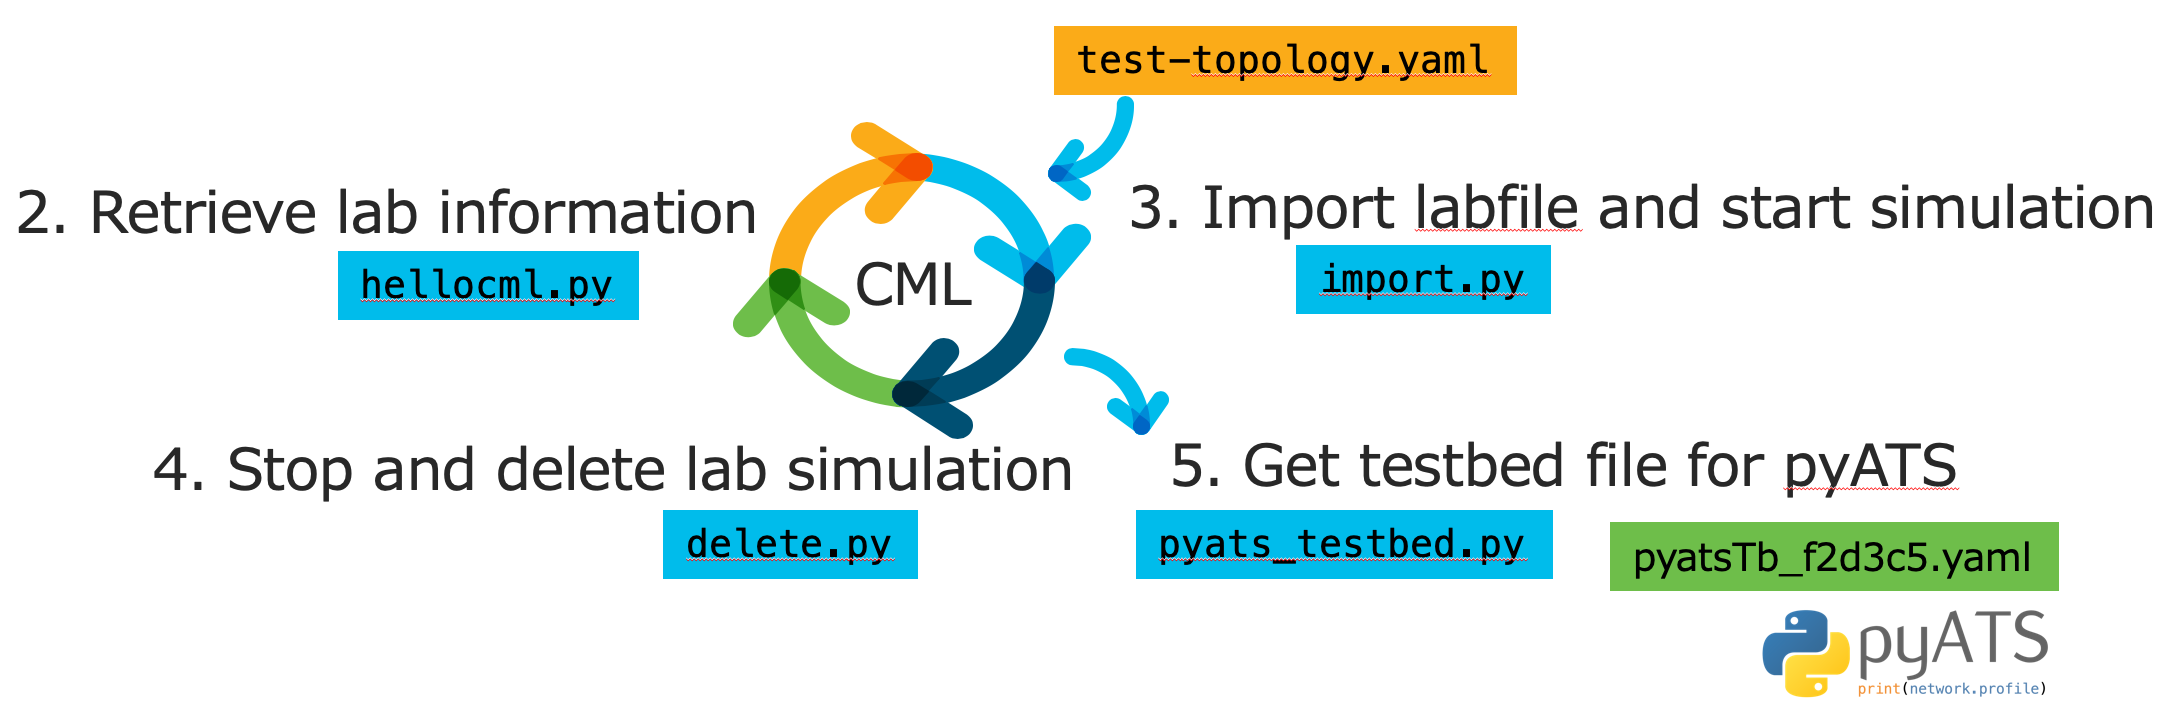 test-topology.yaml
2. Retrieve lab information
hellocml.py
CML
3. Import labfile and start simulation
import.py
4. Stop and delete lab simulation
delete.py
5. Get testbed file for pyATS
pyats_testbed.py
pyatsTb_f2d3c5.yaml
pyATS
print(network.profile)